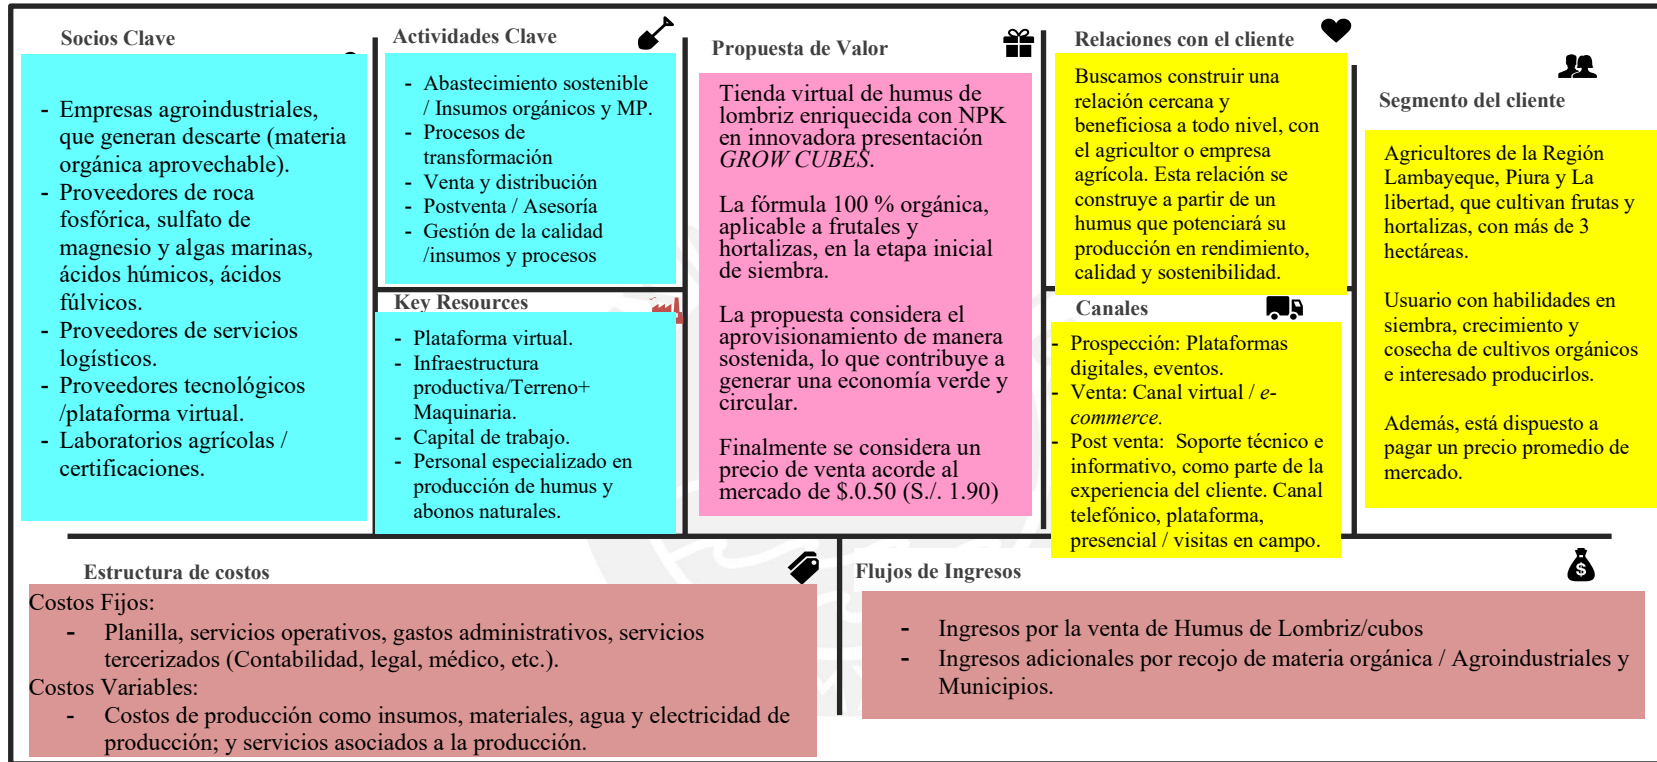 Socios Clave
- Empresas agroindustriales,
que generan descarte (materia
orgánica aprovechable).
- Proveedores de roca
fosfórica, sulfato de
magnesio y algas marinas,
ácidos húmicos, ácidos
fúlvicos.
- Proveedores de servicios
logísticos.
- Proveedores tecnológicos
/plataforma virtual.
- Laboratorios agrícolas /
certificaciones.
Actividades Clave
- Abastecimiento sostenible
/ Insumos orgánicos y MP.
- Procesos de
transformación
- Venta y distribución
- Postventa / Asesoría
- Gestión de la calidad
/insumos y procesos
Key Resources
- Plataforma virtual.
- Infraestructura
productiva/Terreno+
Maquinaria.
- Capital de trabajo.
- Personal especializado en
producción de humus y
abonos naturales.
Propuesta de Valor
Tienda virtual de humus de
lombriz enriquecida con NPK
en innovadora presentación
GROW CUBES.
La fórmula 100 % orgánica,
aplicable a frutales y
hortalizas, en la etapa inicial
de siembra.
La propuesta considera el
aprovisionamiento de manera
sostenida, lo que contribuye a
generar una economía verde y
circular.
Finalmente se considera un
precio de venta acorde al
mercado de $.0.50 (S./. 1.90)
Relaciones con el cliente
Buscamos construir una
relación cercana y
beneficiosa a todo nivel, con
el agricultor o empresa
agrícola. Esta relación se
construye a partir de un
humus que potenciará su
producción en rendimiento,
calidad y sostenibilidad.
Canales
- Prospección: Plataformas
digitales, eventos.
- Venta: Canal virtual / e-
commerce.
- Post venta: Soporte técnico e
informativo, como parte de la
experiencia del cliente. Canal
telefónico, plataforma,
presencial / visitas en campo.
Segmento del cliente
Agricultores de la Región
Lambayeque, Piura y La
libertad, que cultivan frutas y
hortalizas, con más de 3
hectáreas.
Usuario con habilidades en
siembra, crecimiento y
cosecha de cultivos orgánicos
e interesado producirlos.
Además, está dispuesto a
pagar un precio promedio de
mercado.
Estructura de costos
Costos Fijos:
- Planilla, servicios operativos, gastos administrativos, servicios
tercerizados (Contabilidad, legal, médico, etc.).
Costos Variables:
- Costos de producción como insumos, materiales, agua y electricidad de
producción; y servicios asociados a la producción.
Flujos de Ingresos
- Ingresos por la venta de Humus de Lombriz/cubos
- Ingresos adicionales por recojo de materia orgánica / Agroindustriales y
Municipios.